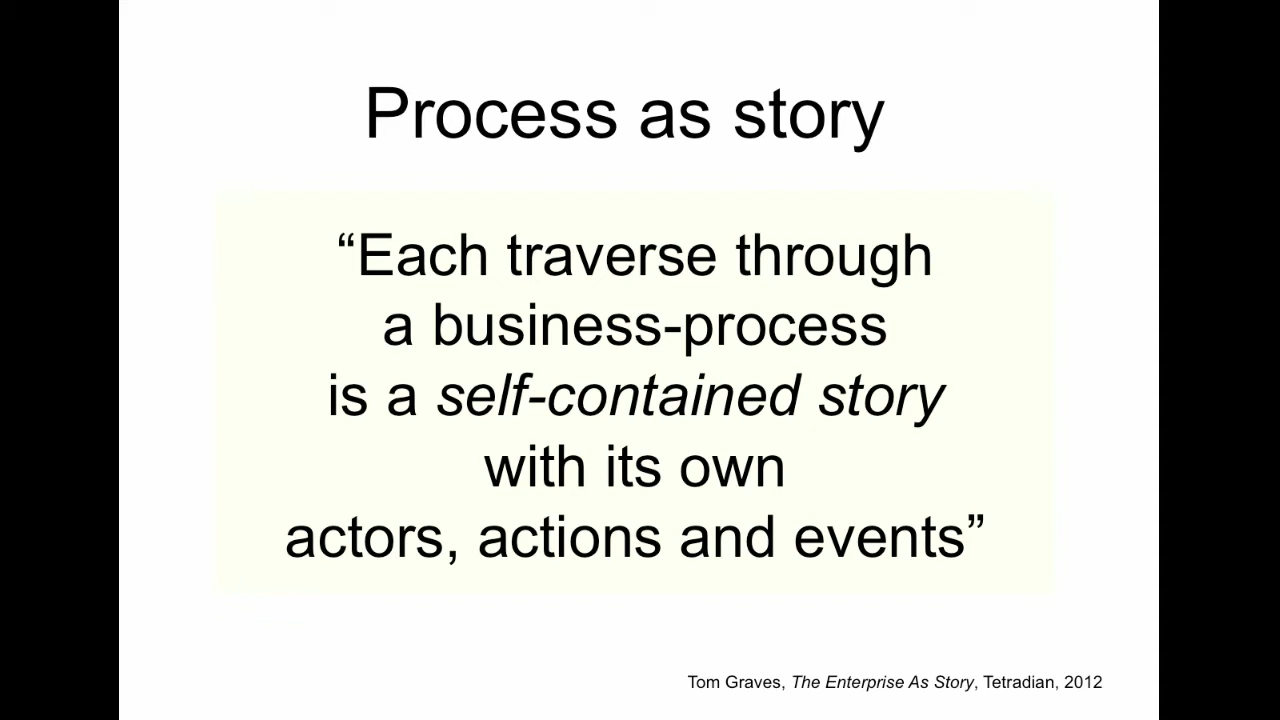 Process as story
“Each traverse through
a business-process
is a self-contained story
with its own
actors, actions and events”
Tom Graves, The Enterprise As Story, Tetradian, 2012